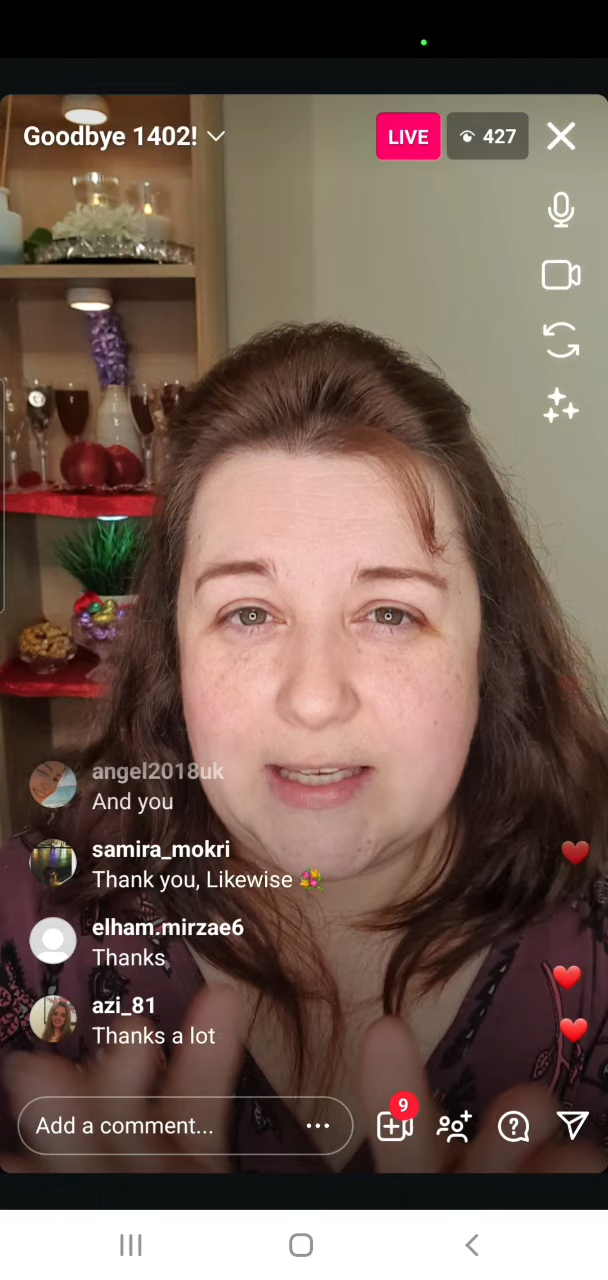 Goodbye 1402!
LIVE
427
angel2018uk
And you
samira_mokri
Thank you, Likewise 💐
elham.mirzae6
Thanks
azi_81
Thanks a lot
9
Add a comment...